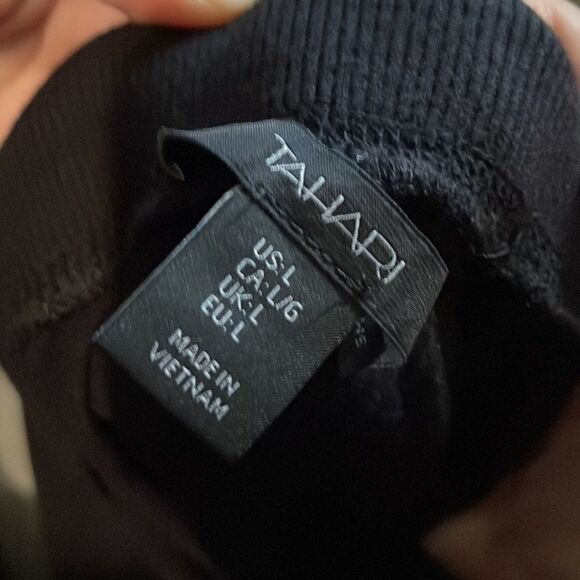 TAHARI
US:L
CA:L/G
UK:L
EU:L
MADE IN
VIETNAM